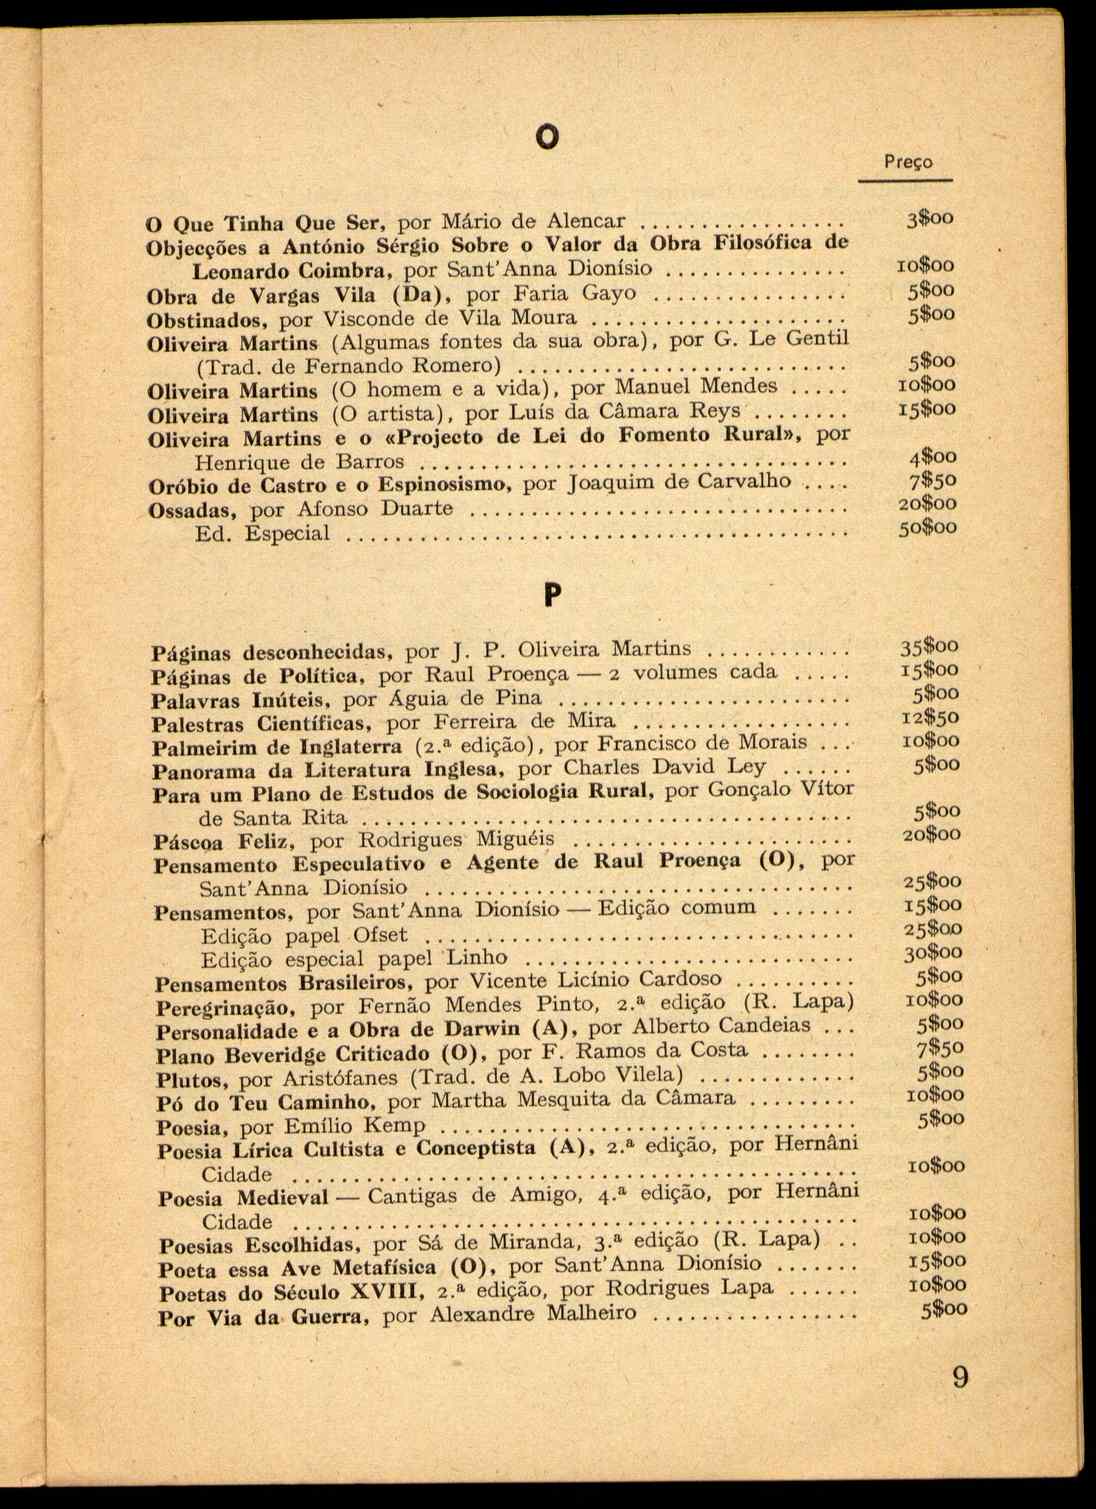 O
Preço
O Que Tinha Que Ser, por Mário de Alencar ................. 3$00
Objecções a António Sérgio Sobre o Valor da Obra Filosófica de
Leonardo Coimbra, por Sant'Anna Dionísio ............... 10$00
Obra de Vargas Vila (Da), por Faria Gayo ................ 5$00
Obstinados, por Visconde de Vila Moura ..................... 5$00
Oliveira Martins (Algumas fontes da sua obra), por G. Le Gentil
(Trad. de Fernando Romero) ........................... 5$00
Oliveira Martins (O homem e a vida), por Manuel Mendes ..... 10$00
Oliveira Martins (O artista), por Luís da Câmara Reys ........ 15$00
Oliveira Martins e o «Projecto de Lei do Fomento Rural», por
Henrique de Barros ................................... 4$00
Oróbio de Castro e o Espinosismo, por Joaquim de Carvalho .... 7$50
Ossadas, por Afonso Duarte ............................... 20$00
Ed. Especial ......................................... 50$00
P
Páginas desconhecidas, por J. P. Oliveira Martins ............ 35$00
Páginas de Política, por Raul Proença — 2 volumes cada ..... 15$00
Palavras Inúteis, por Águia de Pina ........................ 5$00
Palestras Científicas, por Ferreira de Mira .................. 12$50
Palmeirim de Inglaterra (2.ª edição), por Francisco de Morais ... 10$00
Panorama da Literatura Inglesa, por Charles David Ley ...... 5$00
Para um Plano de Estudos de Sociologia Rural, por Gonçalo Vítor
de Santa Rita ........................................ 5$00
Páscoa Feliz, por Rodrigues Miguéis ....................... 20$00
Pensamento Especulativo e Agente de Raul Proença (O), por
Sant'Anna Dionísio ................................... 25$00
Pensamentos, por Sant'Anna Dionísio — Edição comum ....... 15$00
Edição papel Ofset ................................... 25$00
Edição especial papel Linho ........................... 30$00
Pensamentos Brasileiros, por Vicente Licínio Cardoso .......... 5$00
Peregrinação, por Fernão Mendes Pinto, 2.ª edição (R. Lapa) 10$00
Personalidade e a Obra de Darwin (A), por Alberto Candeias ... 5$00
Plano Beveridge Criticado (O), por F. Ramos da Costa ........ 7$50
Plutos, por Aristófanes (Trad. de A. Lobo Vilela) ............. 5$00
Pó do Teu Caminho, por Martha Mesquita da Câmara ......... 10$00
Poesia, por Emílio Kemp .................................. 5$00
Poesia Lírica Cultista e Conceptista (A), 2.ª edição, por Hernâni
Cidade .............................................. 10$00
Poesia Medieval — Cantigas de Amigo, 4.ª edição, por Hernâni
Cidade .............................................. 10$00
Poesias Escolhidas, por Sá de Miranda, 3.ª edição (R. Lapa) .. 10$00
Poeta essa Ave Metafísica (O), por Sant'Anna Dionísio ....... 15$00
Poetas do Século XVIII, 2.ª edição, por Rodrigues Lapa ...... 10$00
Por Via da Guerra, por Alexandre Malheiro ................. 5$00
9